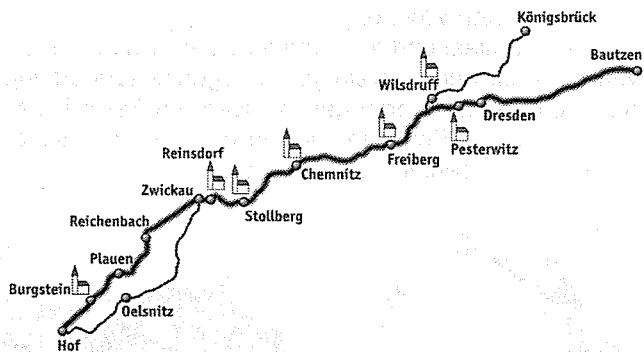 Königsbrück
Bautzen
Wilsdruff
Dresden
Pesterwitz
Freiberg
Chemnitz
Reinsdorf
Zwickau
Stollberg
Reichenbach
Plauen
Burgstein
Oelsnitz
Hof